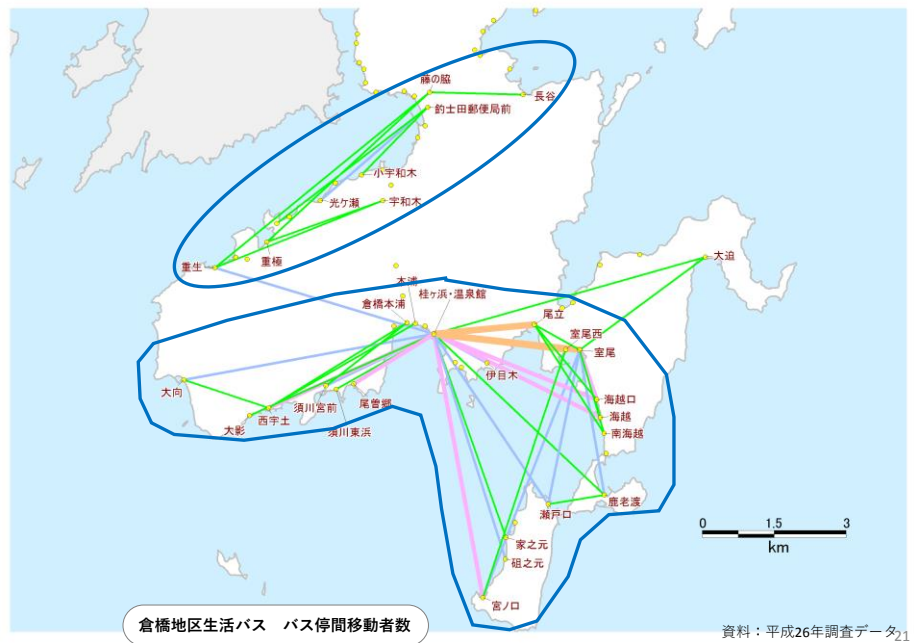 藤の脇
長谷
釣士田郵便局前
小宇和木
光ケ瀬
宇和木
重生
重極
大迫
本浦
桂ヶ浜・温泉館
倉橋本浦
尾立
室尾西
室尾
伊目木
大向
海越口
須川宮前
尾曽郷
海越
大影
西宇土
須川東浜
南海越
鹿老渡
瀬戸口
0 1.5 3
km
家之元
砠之元
宮ノ口
倉橋地区生活バス バス停間移動者数
資料：平成26年調査データ
21